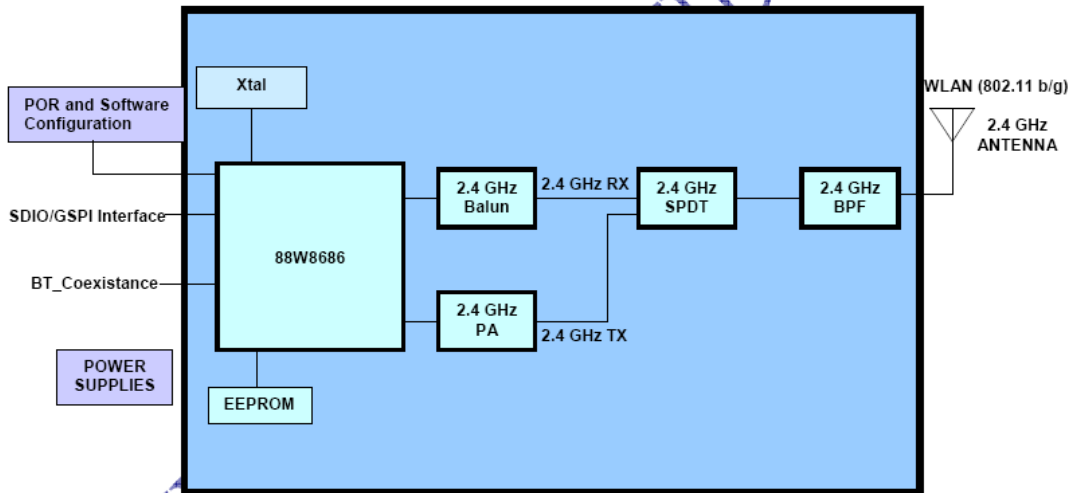 Xtal
POR and Software
Configuration
SDIO/GSPI Interface
BT_Coexistance
POWER
SUPPLIES
88W8686
EEPROM
2.4 GHz
Balun
2.4 GHz RX
2.4 GHz
PA
2.4 GHz TX
2.4 GHz
SPDT
2.4 GHz
BPF
WLAN (802.11 b/g)
2.4 GHz
ANTENNA